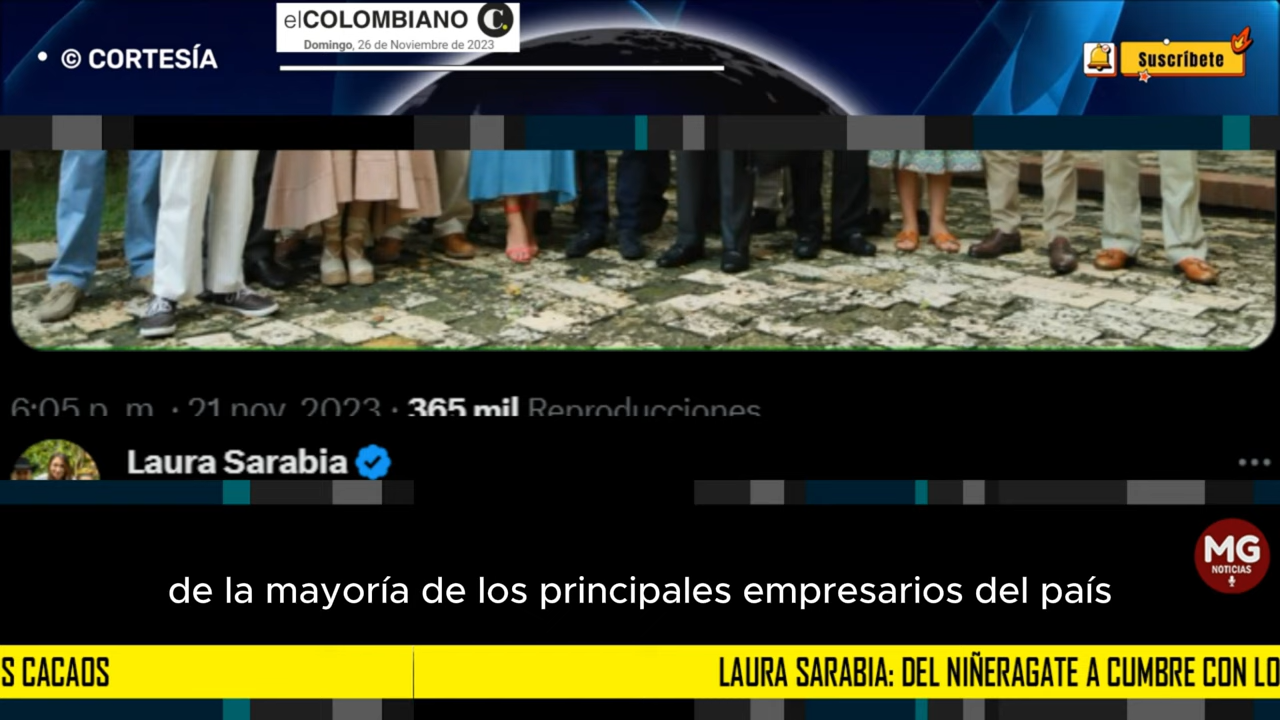 elCOLOMBIANO C.
Domingo, 26 de Noviembre de 2023
• © CORTESÍA
Suscríbete
6:05 p. m. · 21 nov. 2023 · 365 mil Reproducciones
Laura Sarabia
MG
NOTICIAS
de la mayoría de los principales empresarios del país
S CACAOS
LAURA SARABIA: DEL NIÑERAGATE A CUMBRE CON LO